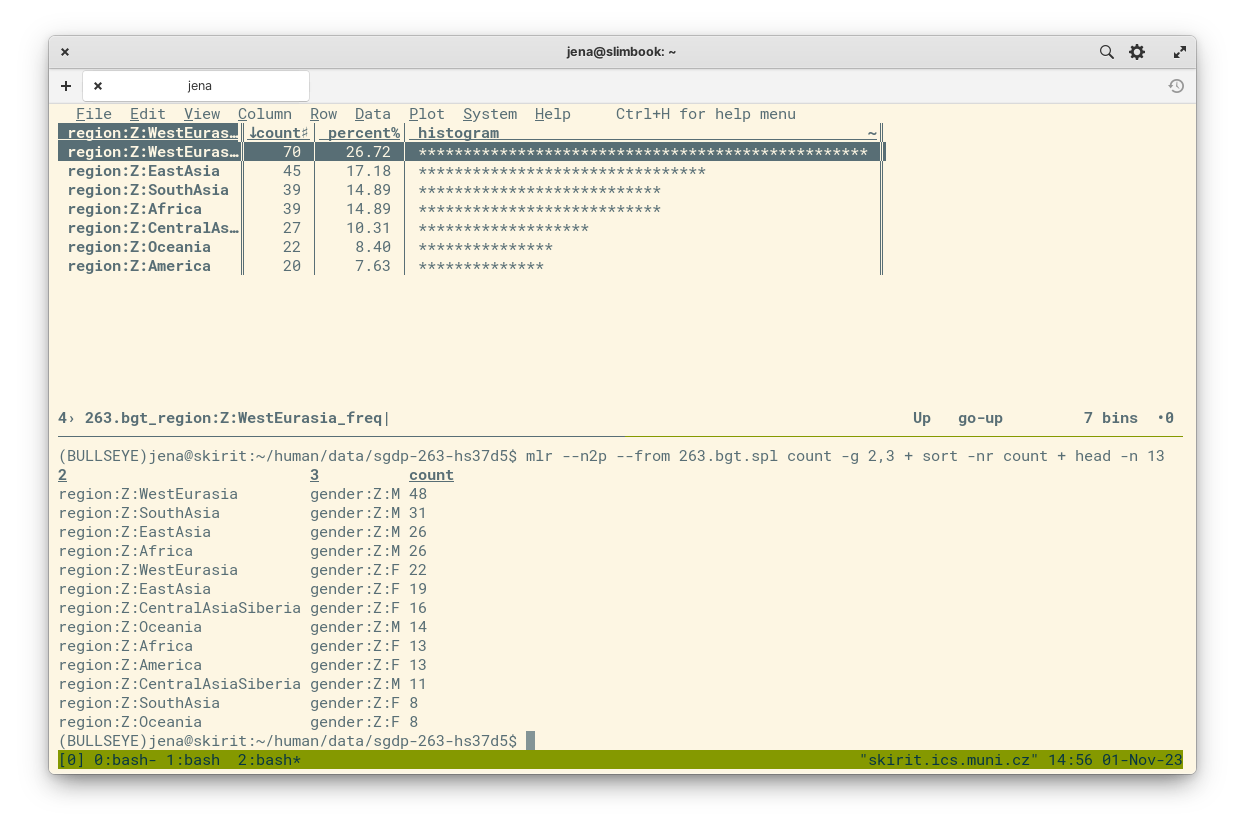 jena@slimbook: ~
jena
File Edit View Column Row Data Plot System Help Ctrl+H for help menu
region:Z:WestEuras… ↓count♯ percent% histogram ~
region:Z:WestEuras… 70 26.72 **************************************************
region:Z:EastAsia 45 17.18 ********************************
region:Z:SouthAsia 39 14.89 ***************************
region:Z:Africa 39 14.89 ***************************
region:Z:CentralAs… 27 10.31 *******************
region:Z:Oceania 22 8.40 ***************
region:Z:America 20 7.63 **************
4› 263.bgt_region:Z:WestEurasia_freq| Up go-up 7 bins •0
(BULLSEYE)jena@skirit:~/human/data/sgdp-263-hs37d5$ mlr --n2p --from 263.bgt.spl count -g 2,3 + sort -nr count + head -n 13
2 3 count
region:Z:WestEurasia gender:Z:M 48
region:Z:SouthAsia gender:Z:M 31
region:Z:EastAsia gender:Z:M 26
region:Z:Africa gender:Z:M 26
region:Z:WestEurasia gender:Z:F 22
region:Z:EastAsia gender:Z:F 19
region:Z:CentralAsiaSiberia gender:Z:F 16
region:Z:Oceania gender:Z:M 14
region:Z:Africa gender:Z:F 13
region:Z:America gender:Z:F 13
region:Z:CentralAsiaSiberia gender:Z:M 11
region:Z:SouthAsia gender:Z:F 8
region:Z:Oceania gender:Z:F 8
(BULLSEYE)jena@skirit:~/human/data/sgdp-263-hs37d5$
[0] 0:bash- 1:bash 2:bash* "skirit.ics.muni.cz" 14:56 01-Nov-23